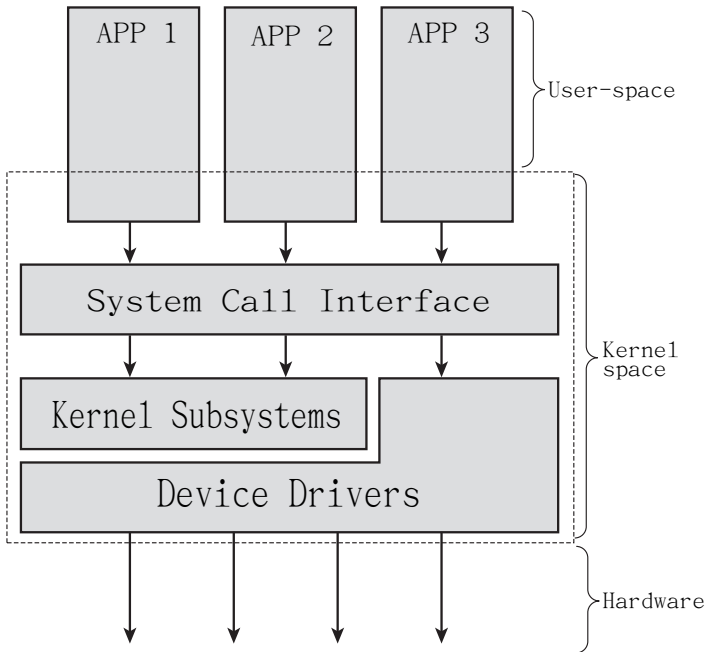 APP 1
APP 2
APP 3
User-space
System Call Interface
Kernel
space
Kernel Subsystems
Device Drivers
Hardware